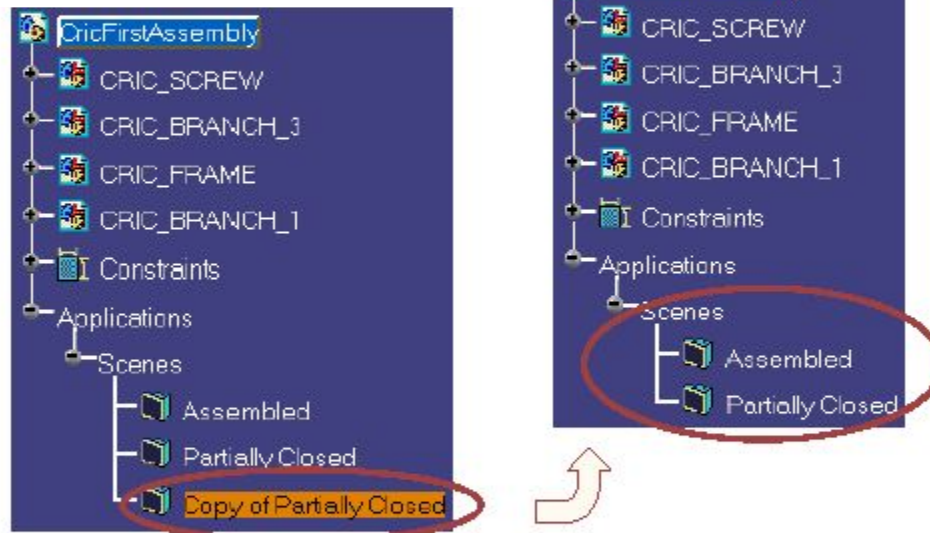 CricFirstAssembly
CRIC_SCREW
CRIC_BRANCH_3
CRIC_FRAME
CRIC_BRANCH_1
Constraints
Applications
Scenes
Assembled
Partially Closed
Copy of Partially Closed
CRIC_SCREW
CRIC_BRANCH_3
CRIC_FRAME
CRIC_BRANCH_1
Constraints
Applications
Scenes
Assembled
Partially Closed